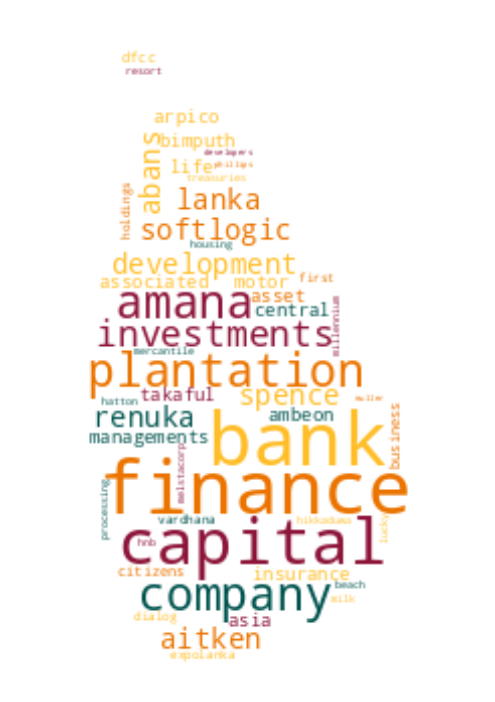 dfcc
resort
arpico
bimputh
abans
developers
life
phillips
treasuries
holdings
lanka
softlogic
housing
development
associated motor first
amana asset
central
millennium
investments
mercantile
plantation
takaful spence
hatton muller
renuka ambeon
managements bank
business
melstacorp
finance
processing
vardhana hikkaduwa
lucky
capital
hnb
citizens insurance
company beach
milk
dialog asia
aitken
expolanka